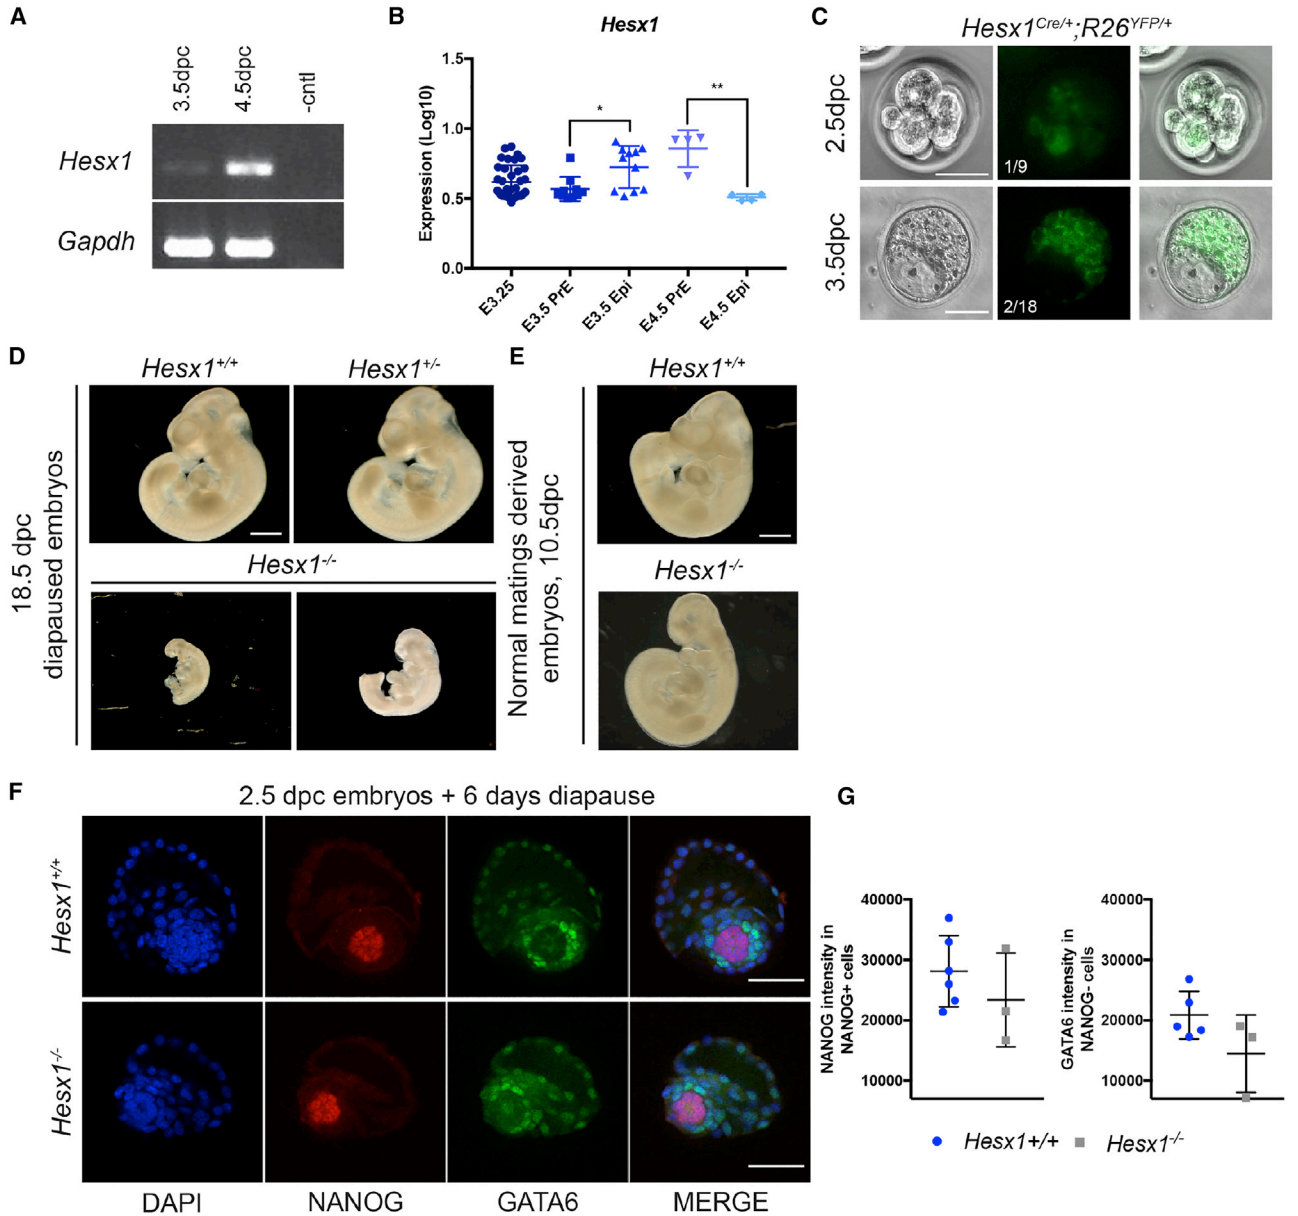 A
3.5dpc
4.5dpc
-cntl
Hesx1
Gapdh
B
Hesx1
Expression (Log10)
1.5
1.0
0.5
0.0
*
**
E3.25
E3.5 PrE
E3.5 Epi
E4.5 PrE
E4.5 Epi
C
Hesx1Cre/+;R26YFP/+
2.5dpc
1/9
3.5dpc
2/18
D
18.5 dpc
diapaused embryos
Hesx1+/+
Hesx1+/-
Hesx1-/-
E
Normal matings derived
embryos, 10.5dpc
Hesx1+/+
Hesx1-/-
F
2.5 dpc embryos + 6 days diapause
Hesx1+/+
Hesx1-/-
DAPI
NANOG
GATA6
MERGE
G
NANOG intensity in
NANOG+ cells
40000
30000
20000
10000
GATA6 intensity in
NANOG- cells
40000
30000
20000
10000
Hesx1+/+
Hesx1-/-